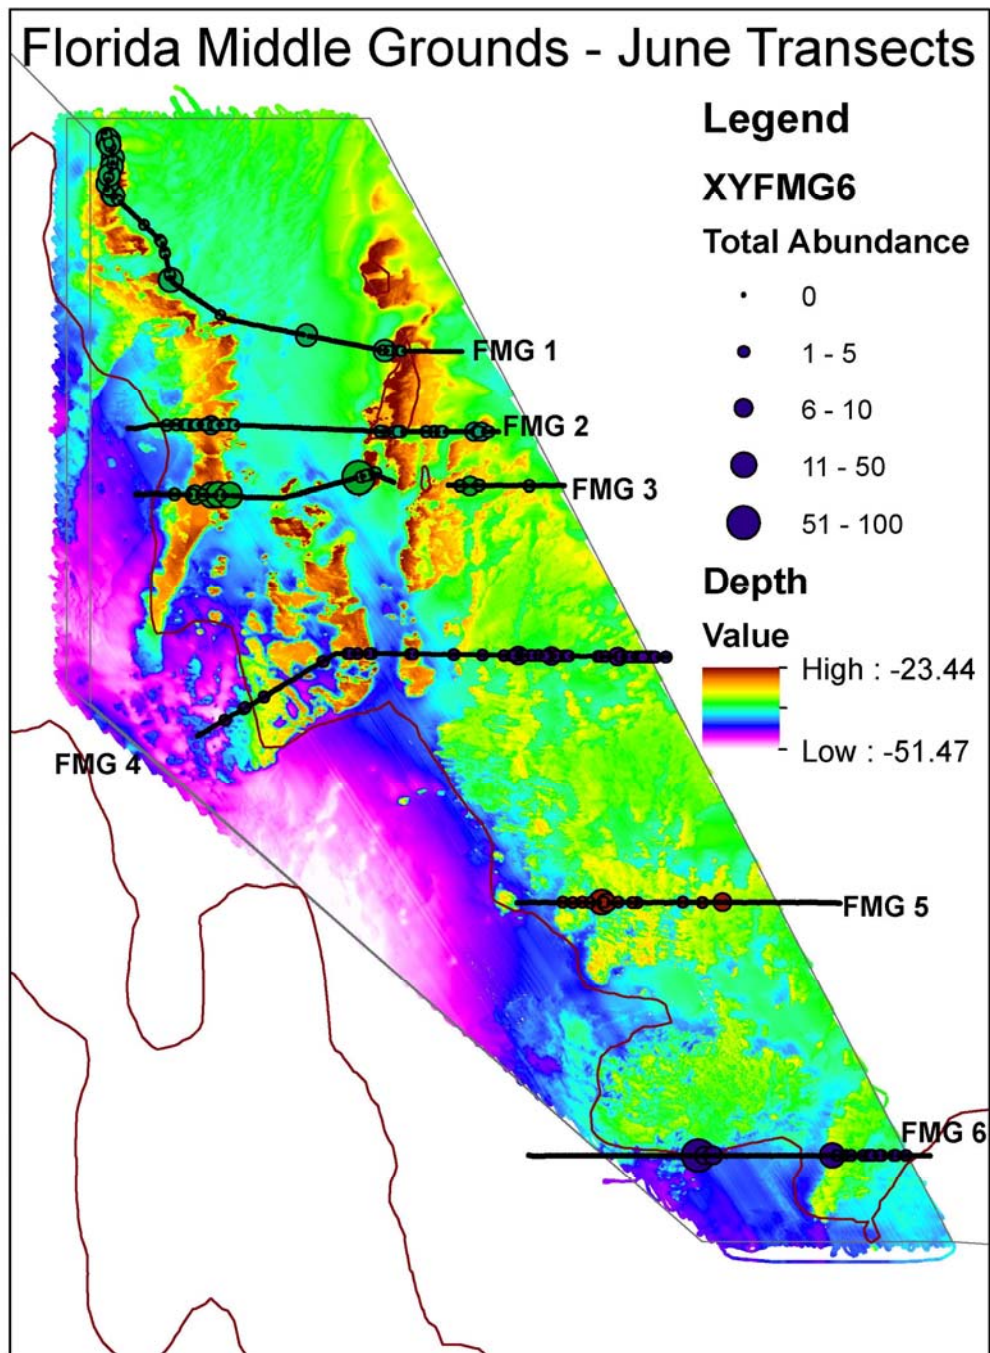 Florida Middle Grounds - June Transects
Legend
XYFMG6
Total Abundance
0
1 - 5
6 - 10
11 - 50
51 - 100
Depth
Value
High : -23.44
Low : -51.47
FMG 1
FMG 2
FMG 3
FMG 4
FMG 5
FMG 6